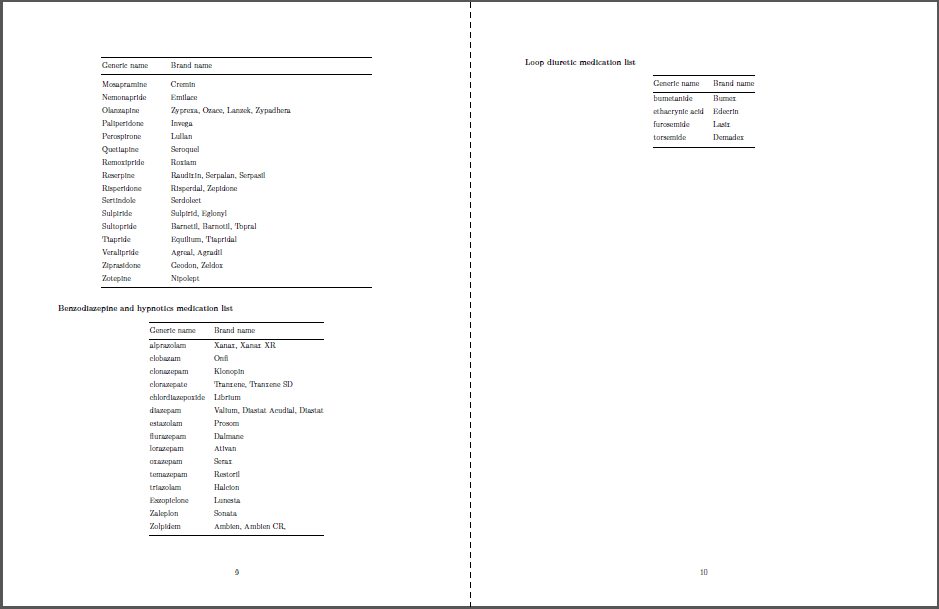 Generic name Brand name
Mosapramine Cremin
Nemonapride Emilace
Olanzapine Zyprexa, Ozace, Lanzek, Zypadhera
Paliperidone Invega
Perospirone Lullan
Quetiapine Seroquel
Remoxipride Roxiam
Reserpine Raudixin, Serpalan, Serpasil
Risperidone Risperdal, Zepidone
Sertindole Serdolect
Sulpiride Sulpirid, Eglonyl
Sultopride Barnetil, Barnotil, Topral
Tiapride Equilium, Tiapridal
Veralipride Agreal, Agradil
Ziprasidone Geodon, Zeldox
Zotepine Nipolept
Benzodiazepine and hypnotics medication list
Generic name Brand name
alprazolam Xanax, Xanax XR
clobazam Onfi
clonazepam Klonopin
clorazepate Tranxene, Tranxene SD
chlordiazepoxide Librium
diazepam Valium, Diastat Acudial, Diastat
estazolam Prosom
flurazepam Dalmane
lorazepam Ativan
oxazepam Serax
temazepam Restoril
triazolam Halcion
Eszopiclone Lunesta
Zaleplon Sonata
Zolpidem Ambien, Ambien CR,
9
Loop diuretic medication list
Generic name Brand name
bumetanide Bumex
ethacrynic acid Edecrin
furosemide Lasix
torsemide Demadex
10